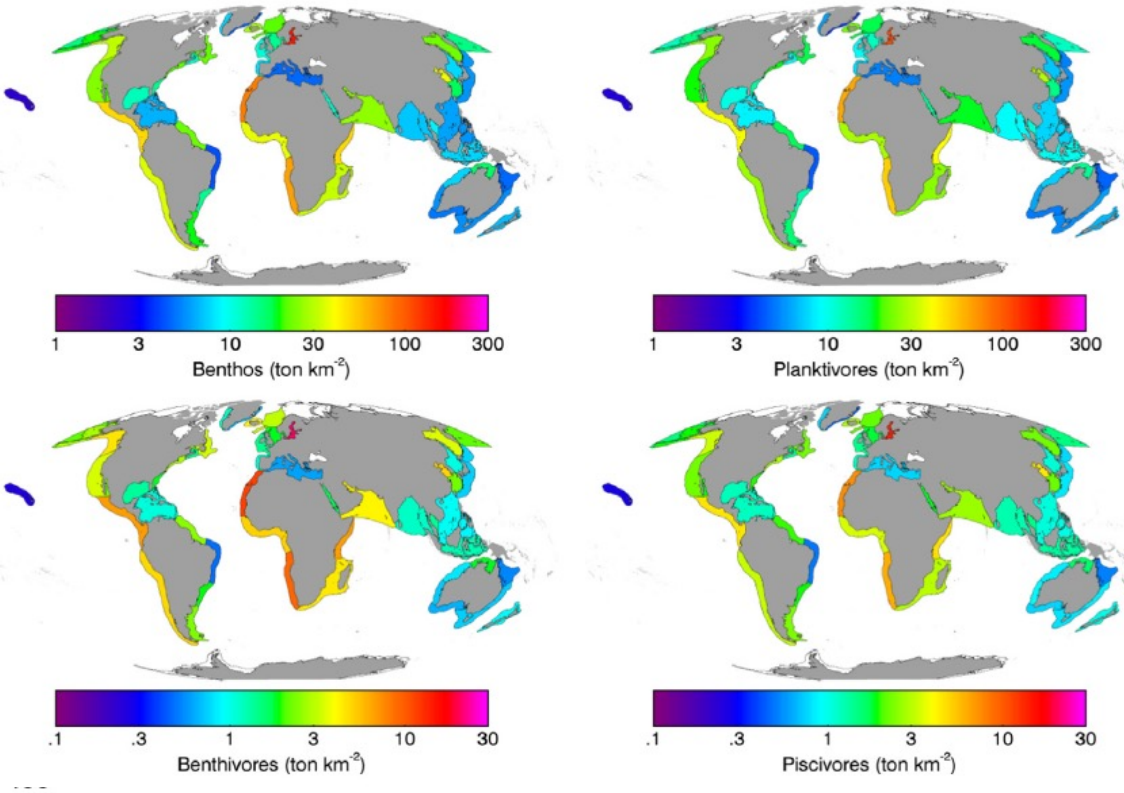 1 3 10 30 100 300
Benthos (ton km⁻²)
1 3 10 30 100 300
Planktivores (ton km⁻²)
.1 .3 1 3 10 30
Benthivores (ton km⁻²)
.1 .3 1 3 10 30
Piscivores (ton km⁻²)